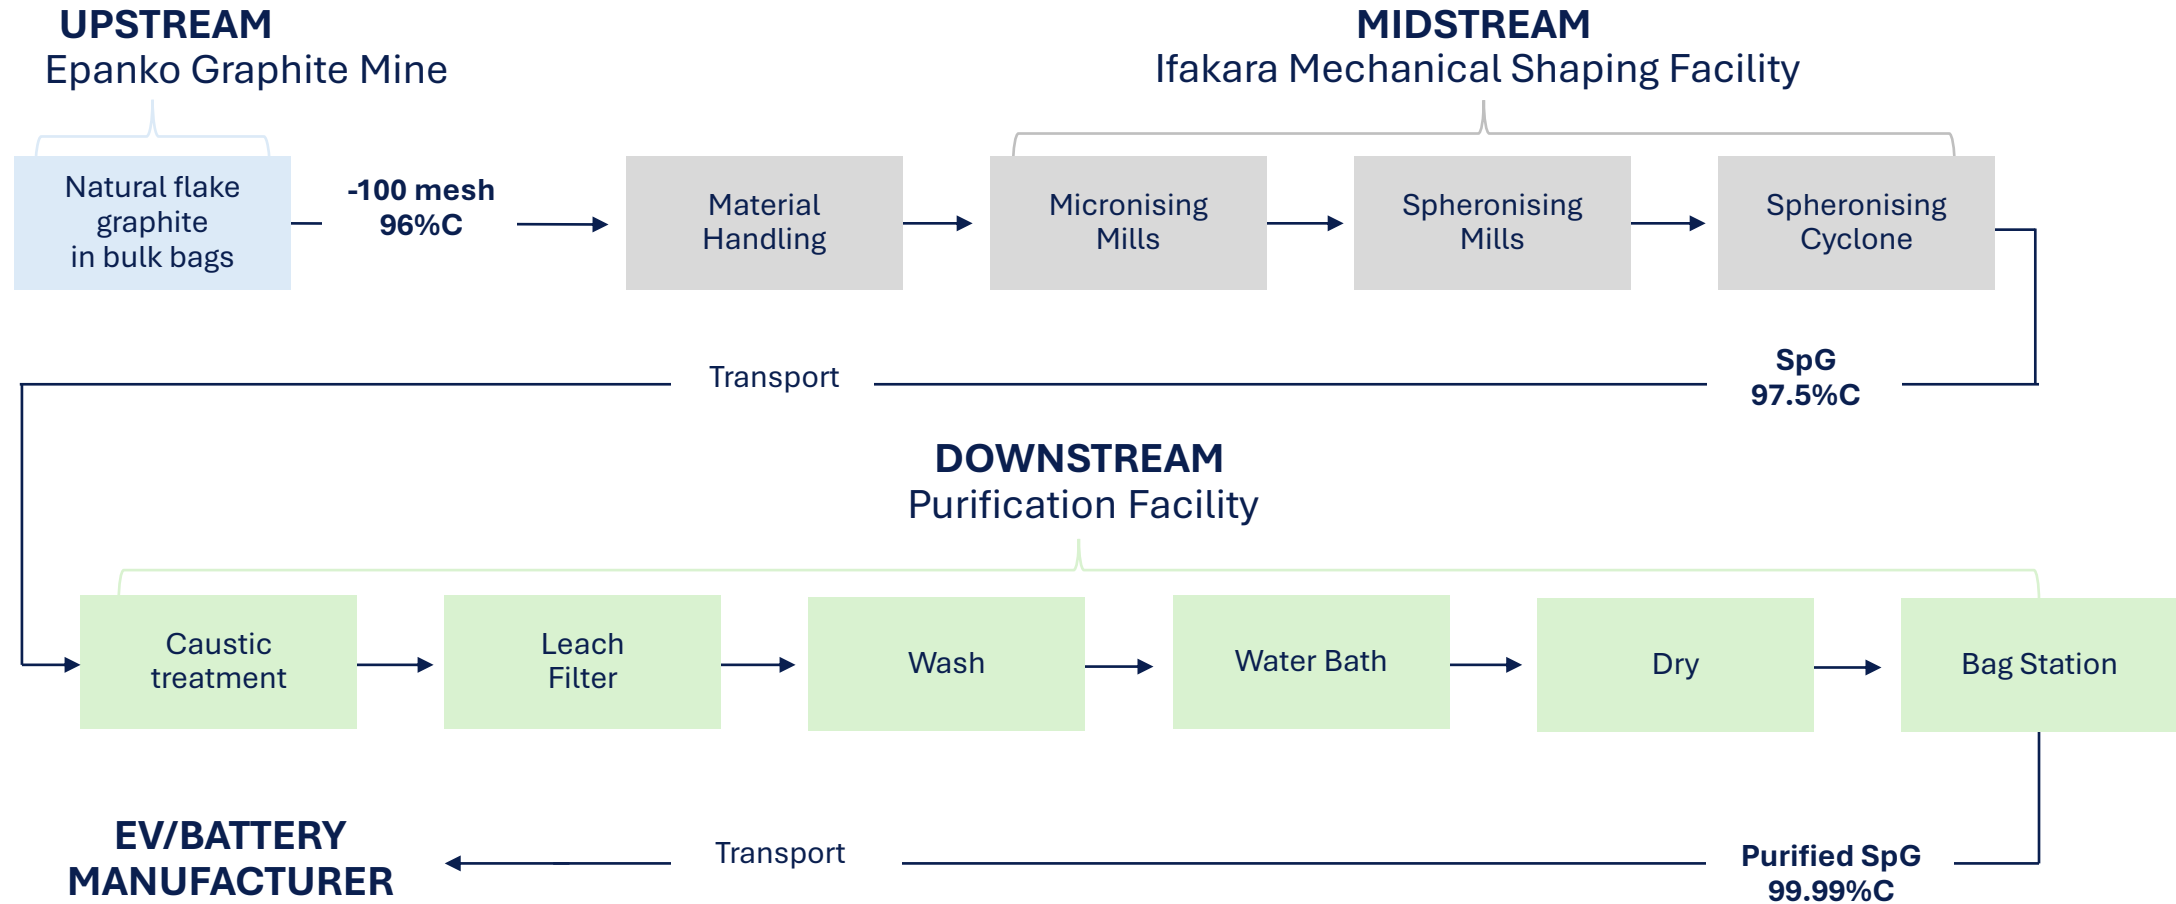 UPSTREAM
Epanko Graphite Mine
MIDSTREAM
Ifakara Mechanical Shaping Facility
Natural flake
graphite
in bulk bags
-100 mesh
96%C
Material
Handling
Micronising
Mills
Spheronising
Mills
Spheronising
Cyclone
SpG
97.5%C
Transport
DOWNSTREAM
Purification Facility
Caustic
treatment
Leach
Filter
Wash
Water Bath
Dry
Bag Station
Purified SpG
99.99%C
Transport
EV/BATTERY
MANUFACTURER